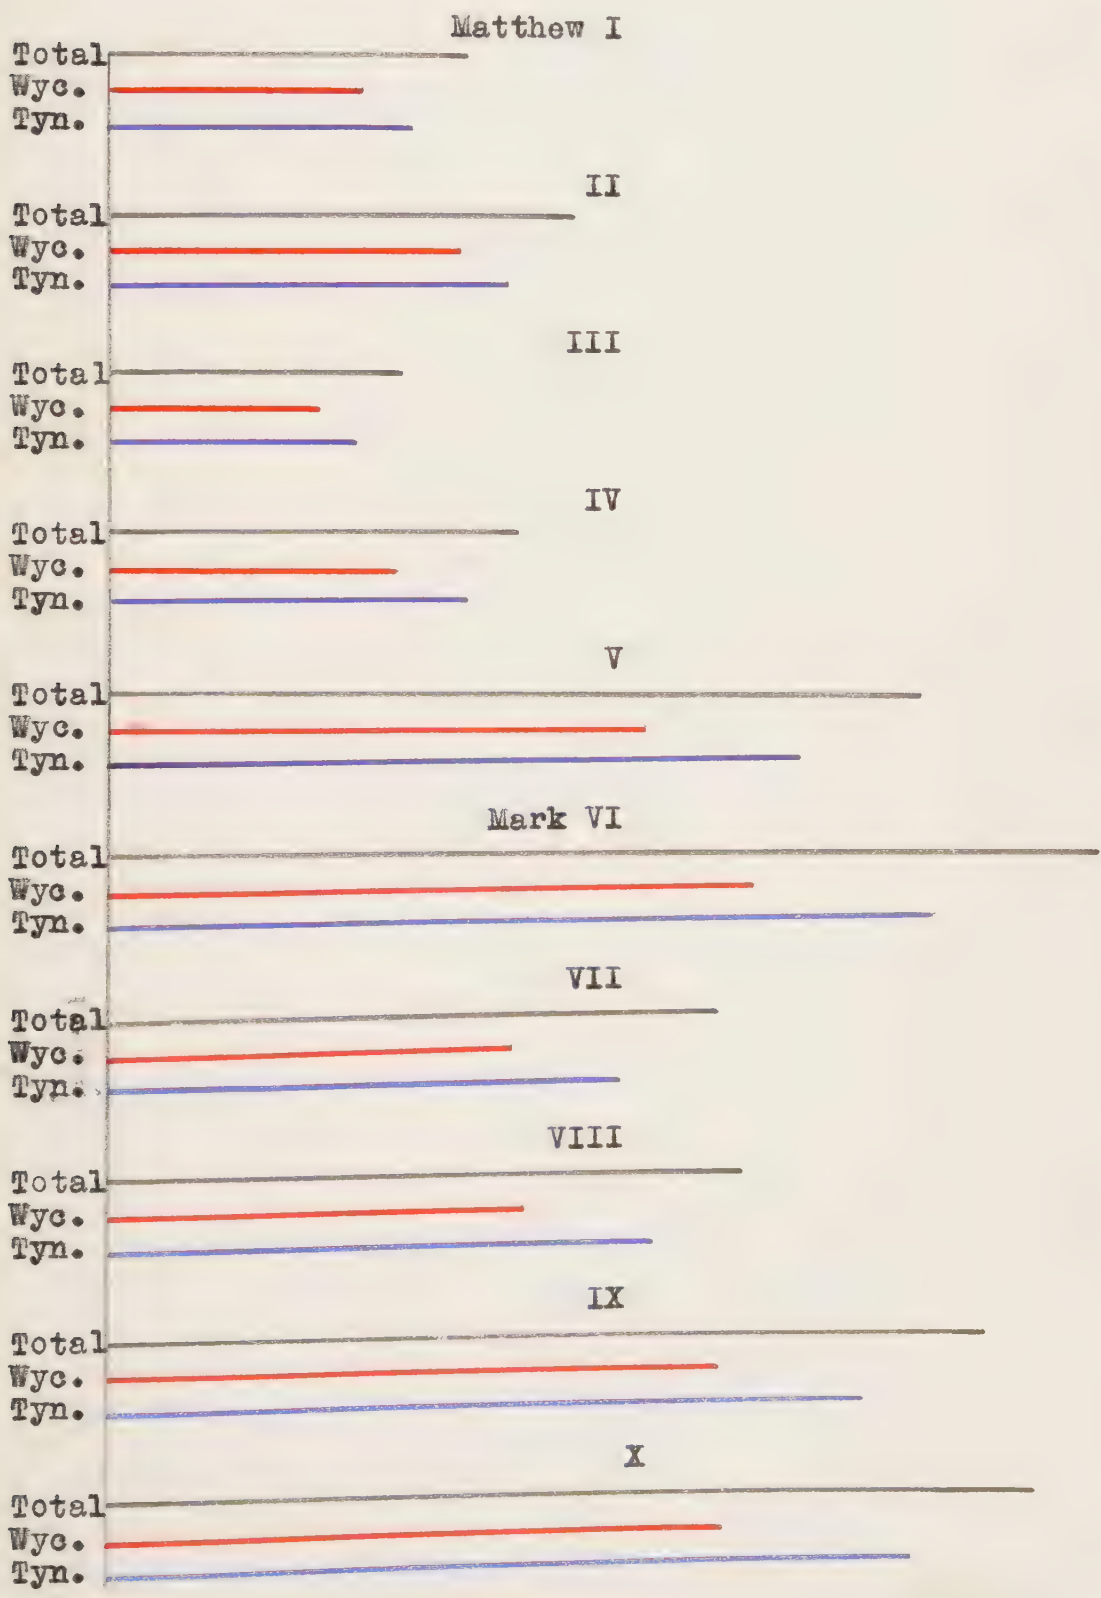 Matthew I
Total
Wyc.
Tyn.
II
Total
Wyc.
Tyn.
III
Total
Wyc.
Tyn.
IV
Total
Wyc.
Tyn.
V
Total
Wyc.
Tyn.
Mark VI
Total
Wyc.
Tyn.
VII
Total
Wyc.
Tyn.
VIII
Total
Wyc.
Tyn.
IX
Total
Wyc.
Tyn.
X
Total
Wyc.
Tyn.